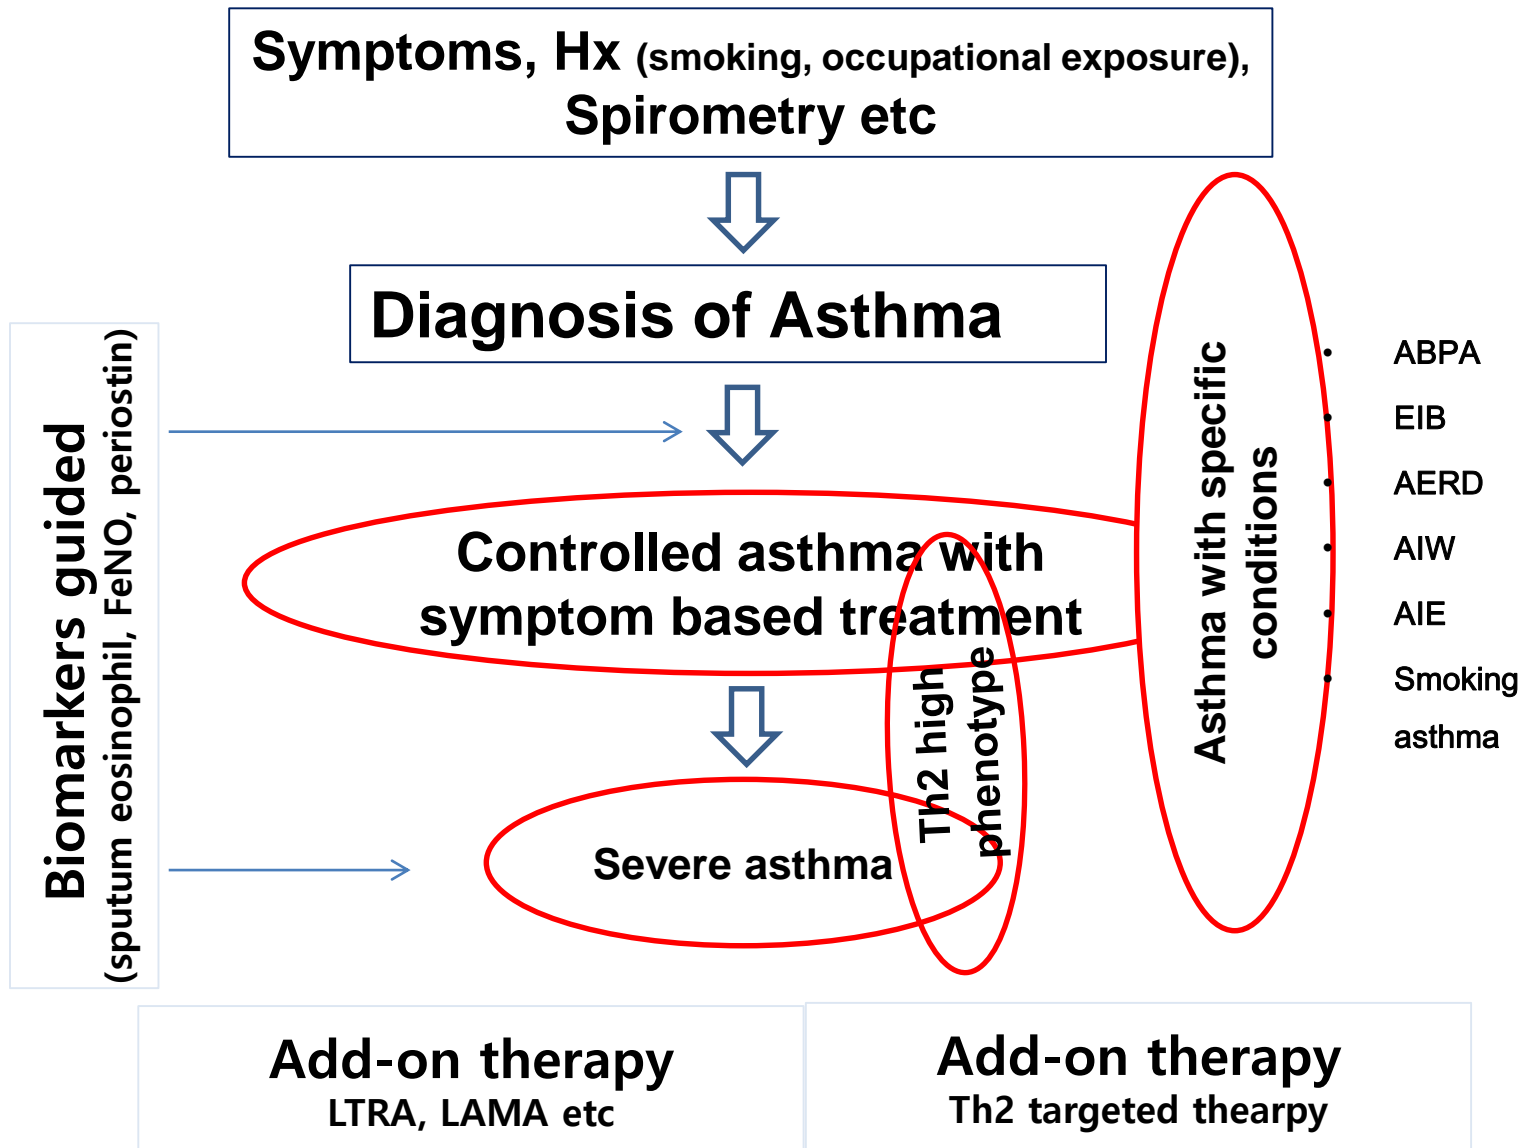 Symptoms, Hx (smoking, occupational exposure),
Spirometry etc
Diagnosis of Asthma
Biomarkers guided
(sputum eosinophil, FeNO, periostin)
Controlled asthma with
symptom based treatment
Th2 high
phenotype
Severe asthma
Asthma with specific
conditions
• ABPA
• EIB
• AERD
• AIW
• AIE
• Smoking
asthma
Add-on therapy
LTRA, LAMA etc
Add-on therapy
Th2 targeted thearpy